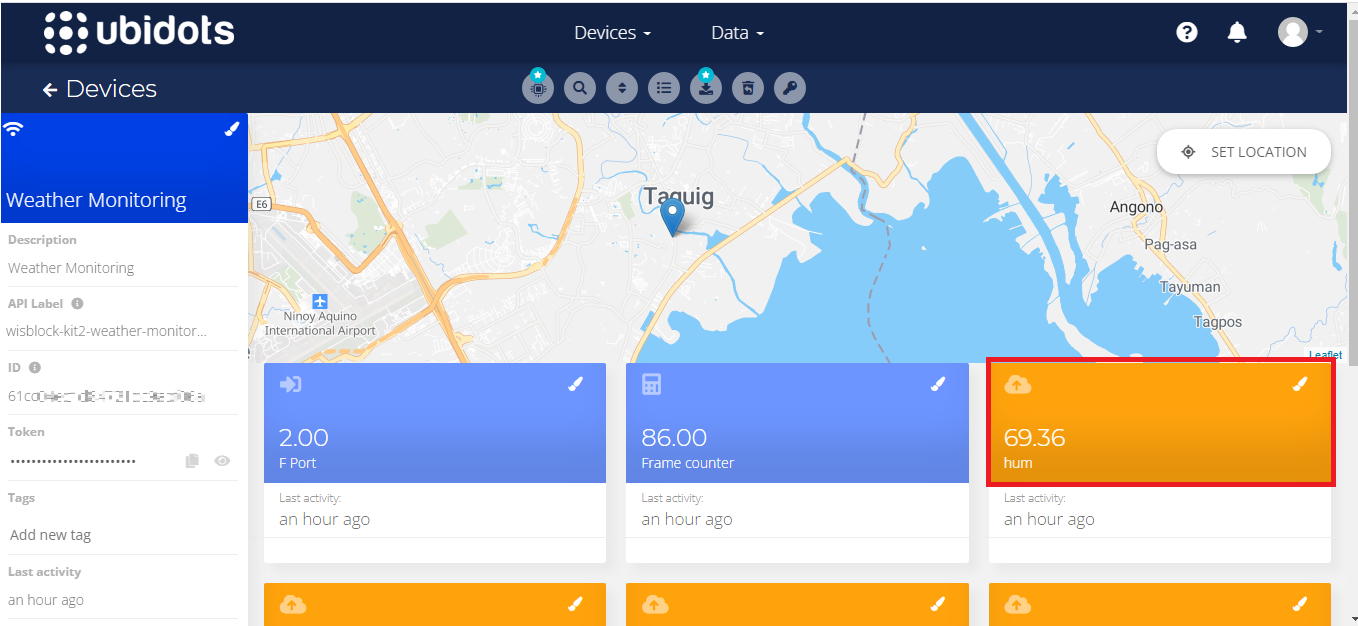 ubidots
Devices
Data
Devices
Weather Monitoring
Description
Weather Monitoring
API Label
wisblock-kit2-weather-monitor...
ID
Token
••••••••••••••••••••••••
Tags
Add new tag
Last activity
an hour ago
SET LOCATION
Taguig
E6
Angono
Pag-asa
Tayuman
Tagpos
Ninoy Aquino
International Airport
Leaflet
2.00
F Port
Last activity:
an hour ago
86.00
Frame counter
Last activity:
an hour ago
69.36
hum
Last activity:
an hour ago